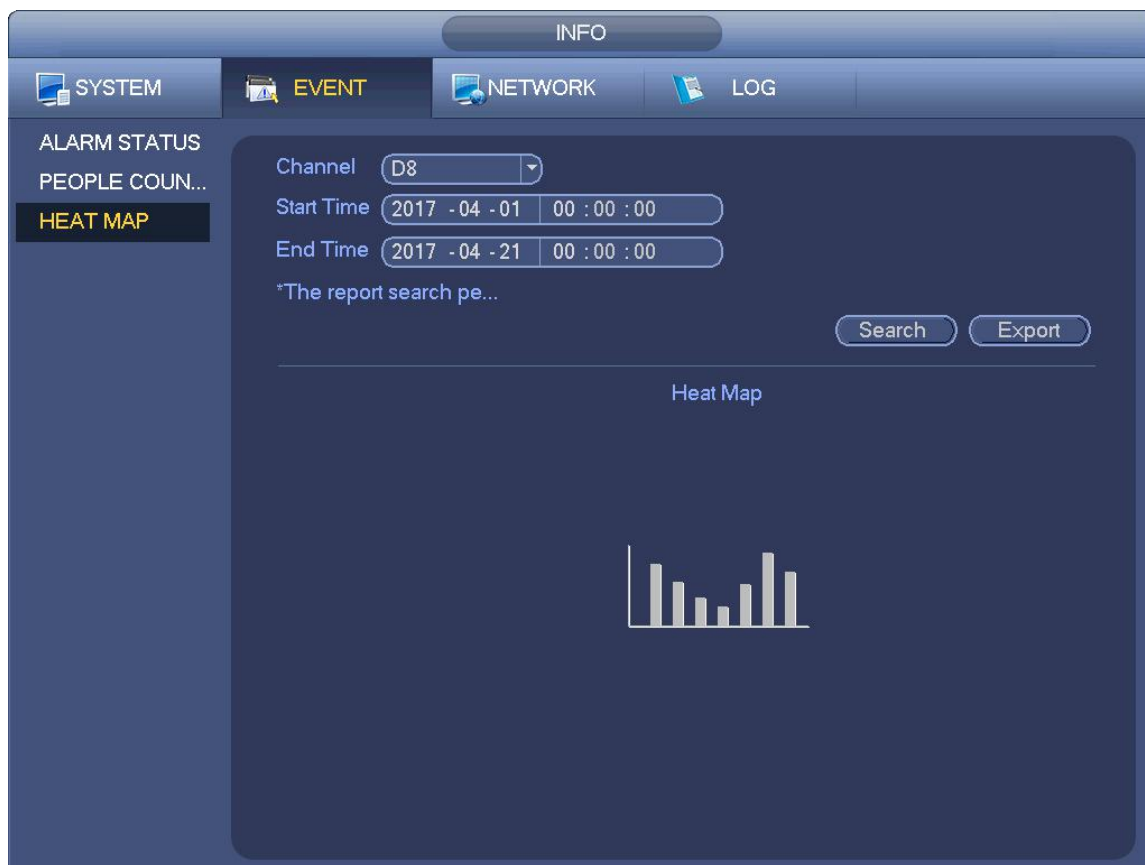 INFO
SYSTEM EVENT NETWORK LOG
ALARM STATUS
PEOPLE COUN...
HEAT MAP
Channel D8
Start Time 2017 -04 -01 00 :00 :00
End Time 2017 -04 -21 00 :00 :00
*The report search pe...
Search Export
Heat Map